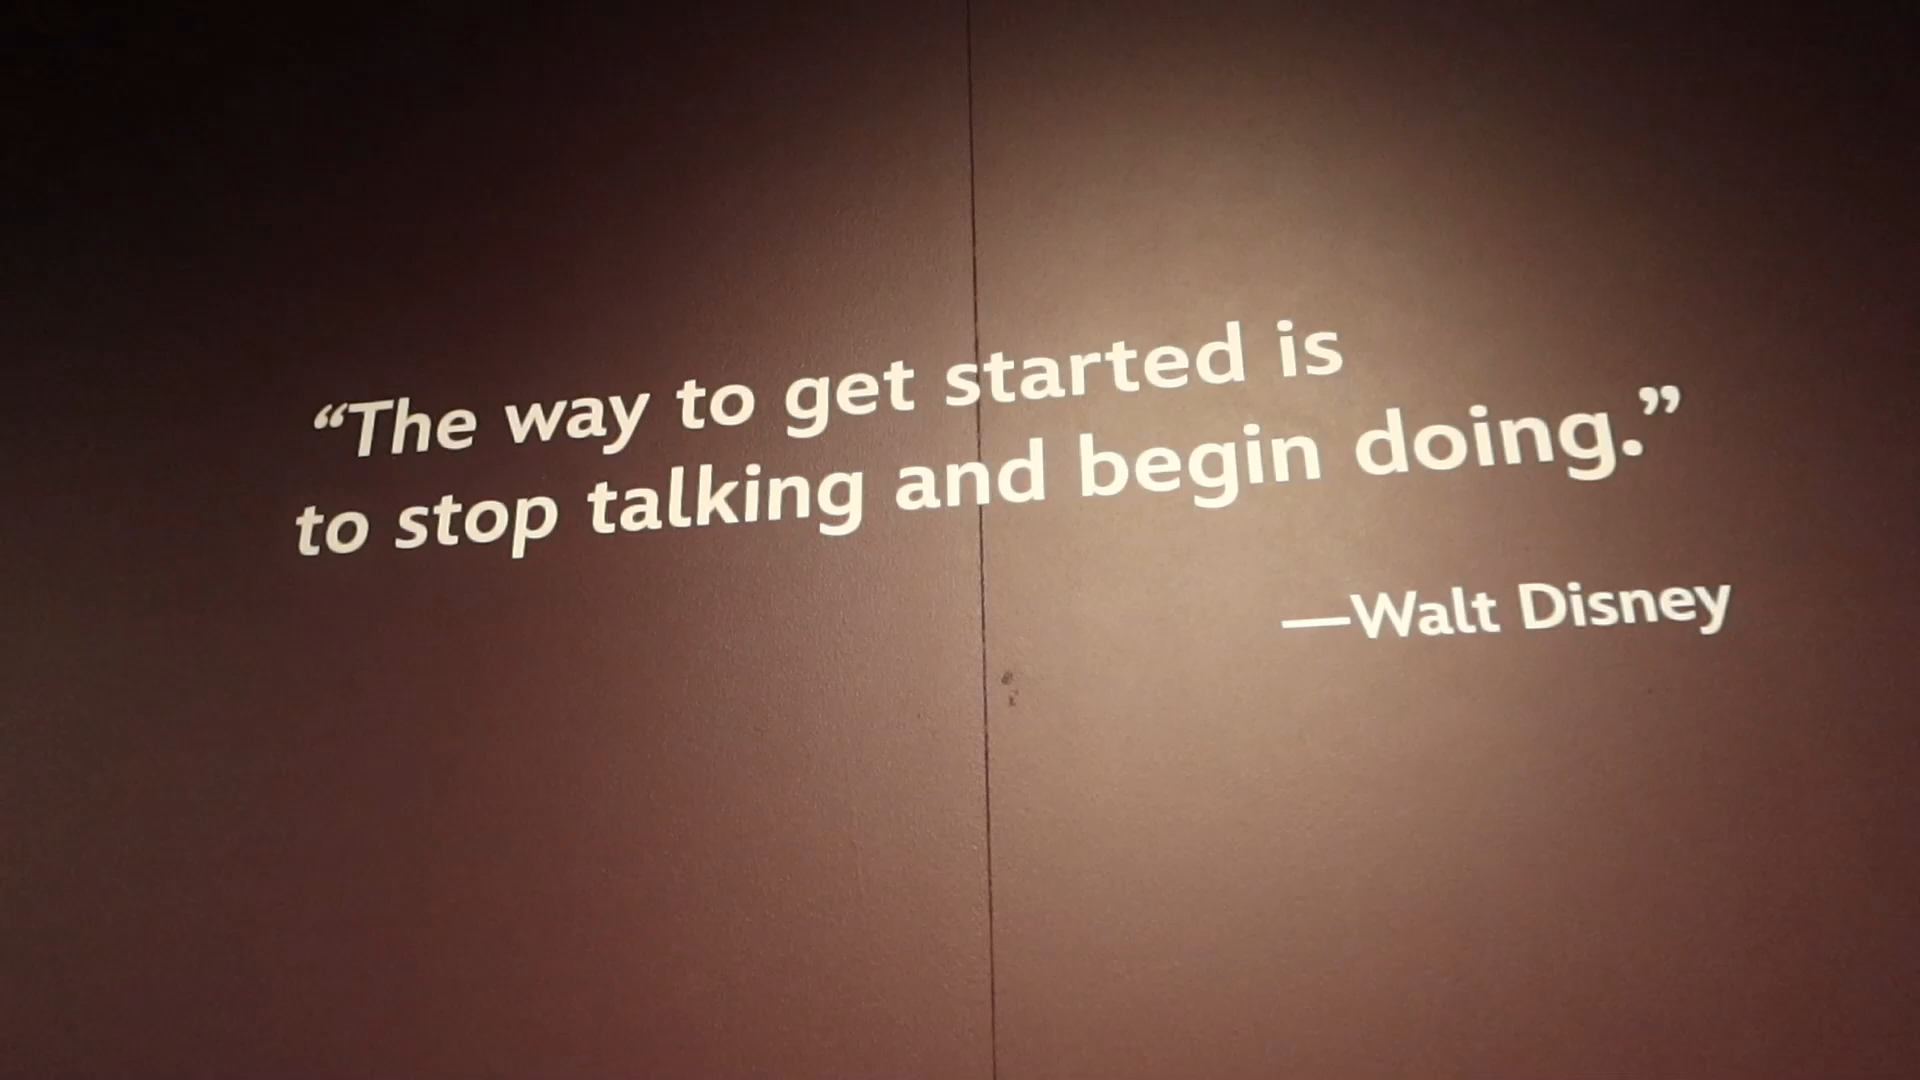 “The way to get started is
to stop talking and begin doing.”
—Walt Disney